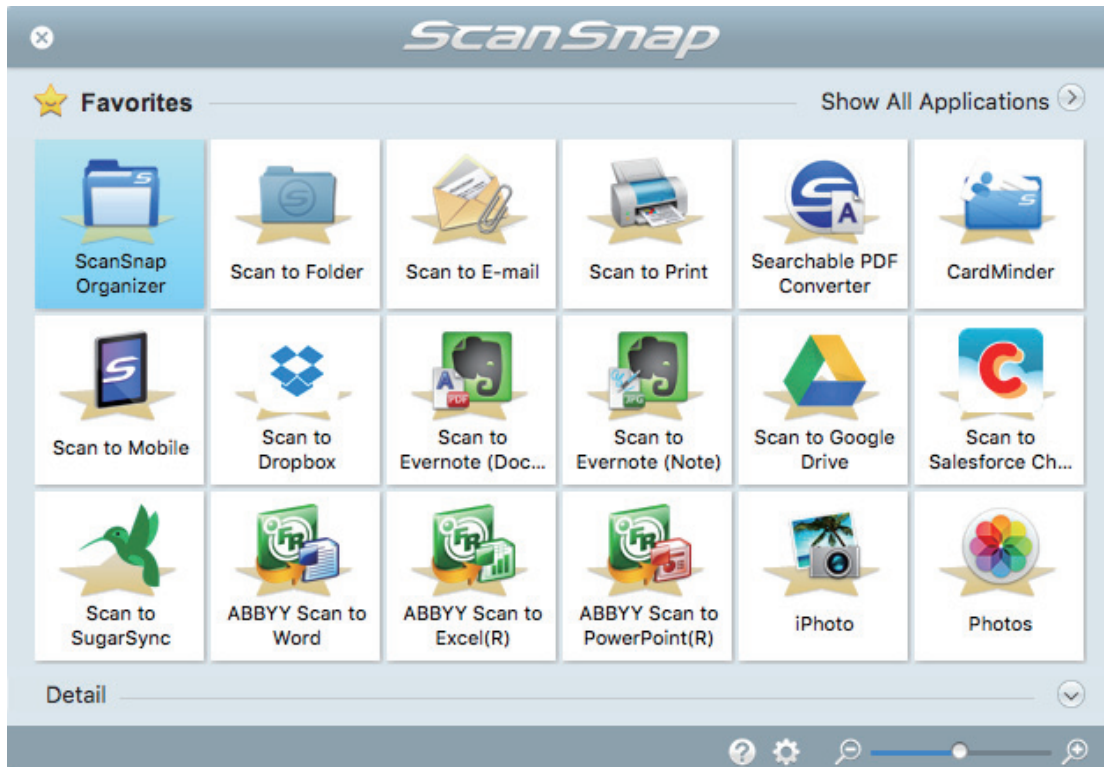 ScanSnap
Favorites
Show All Applications
ScanSnap
Organizer
Scan to Folder
Scan to E-mail
Scan to Print
Searchable PDF
Converter
CardMinder
Scan to Mobile
Scan to
Dropbox
Scan to
Evernote (Doc...
Scan to
Evernote (Note)
Scan to Google
Drive
Scan to
Salesforce Ch...
Scan to
SugarSync
ABBYY Scan to
Word
ABBYY Scan to
Excel(R)
ABBYY Scan to
PowerPoint(R)
iPhoto
Photos
Detail